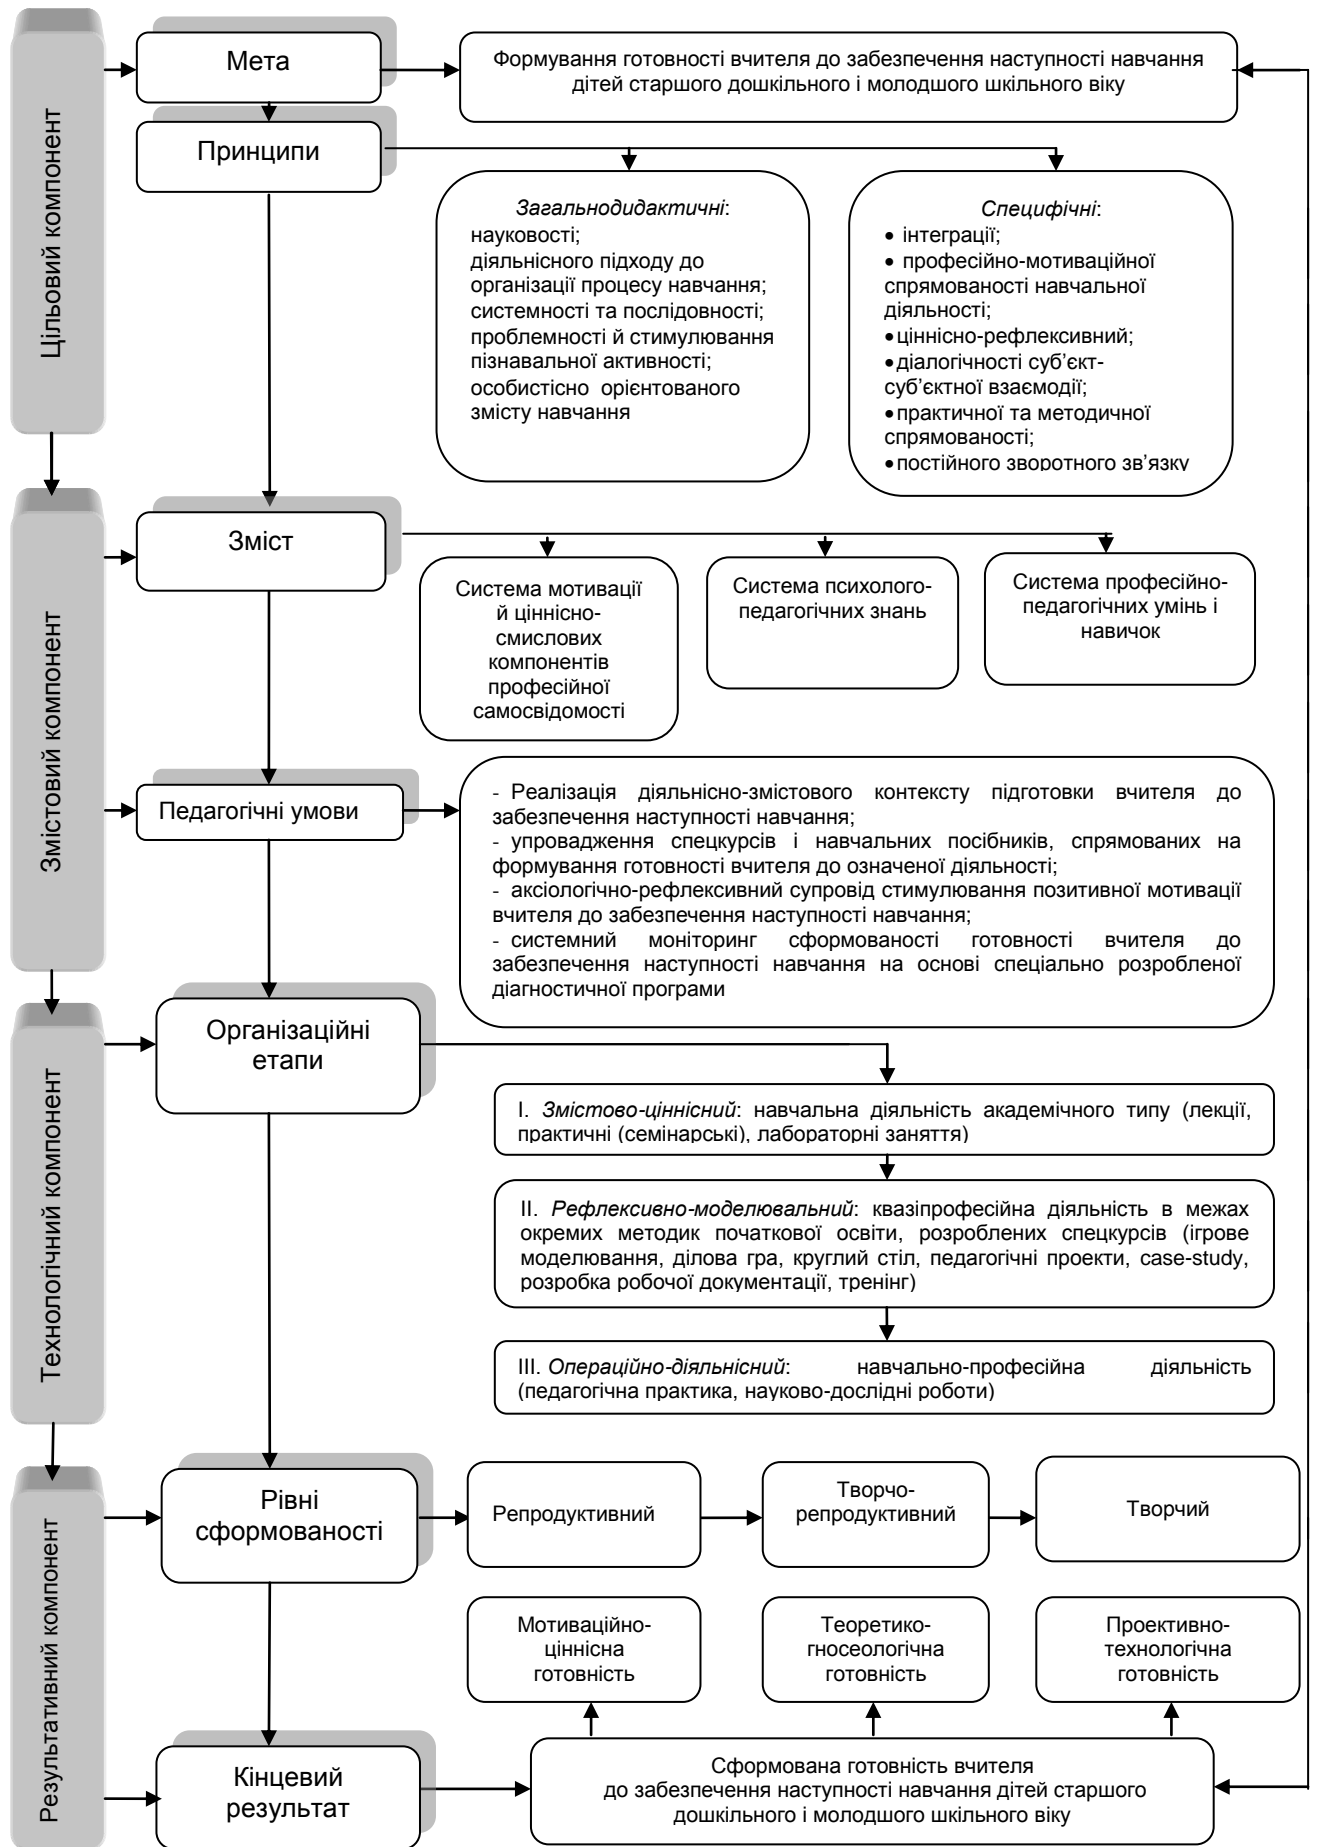 Цільовий компонент
Мета
Формування готовності вчителя до забезпечення наступності навчання
дітей старшого дошкільного і молодшого шкільного віку
Принципи
Загальнодидактичні:
науковості;
діяльнісного підходу до
організації процесу навчання;
системності та послідовності;
проблемності й стимулювання
пізнавальної активності;
особистісно орієнтованого
змісту навчання
Специфічні:
• інтеграції;
• професійно-мотиваційної
спрямованості навчальної
діяльності;
• ціннісно-рефлексивний;
• діалогічності суб’єкт-
суб’єктної взаємодії;
• практичної та методичної
спрямованості;
• постійного зворотного зв’язку
Змістовий компонент
Зміст
Система мотивації
й ціннісно-
смислових
компонентів
професійної
самосвідомості
Система психолого-
педагогічних знань
Система професійно-
педагогічних умінь і
навичок
Педагогічні умови
- Реалізація діяльнісно-змістового контексту підготовки вчителя до
забезпечення наступності навчання;
- упровадження спецкурсів і навчальних посібників, спрямованих на
формування готовності вчителя до означеної діяльності;
- аксіологічно-рефлексивний супровід стимулювання позитивної мотивації
вчителя до забезпечення наступності навчання;
- системний моніторинг сформованості готовності вчителя до
забезпечення наступності навчання на основі спеціально розробленої
діагностичної програми
Технологічний компонент
Організаційні
етапи
I. Змістово-ціннісний: навчальна діяльність академічного типу (лекції,
практичні (семінарські), лабораторні заняття)
II. Рефлексивно-моделювальний: квазіпрофесійна діяльність в межах
окремих методик початкової освіти, розроблених спецкурсів (ігрове
моделювання, ділова гра, круглий стіл, педагогічні проекти, case-study,
розробка робочої документації, тренінг)
III. Операційно-діяльнісний: навчально-професійна діяльність
(педагогічна практика, науково-дослідні роботи)
Результативний компонент
Рівні
сформованості
Репродуктивний
Творчо-
репродуктивний
Творчий
Мотиваційно-
ціннісна
готовність
Теоретико-
гносеологічна
готовність
Проективно-
технологічна
готовність
Кінцевий
результат
Сформована готовність вчителя
до забезпечення наступності навчання дітей старшого
дошкільного і молодшого шкільного віку